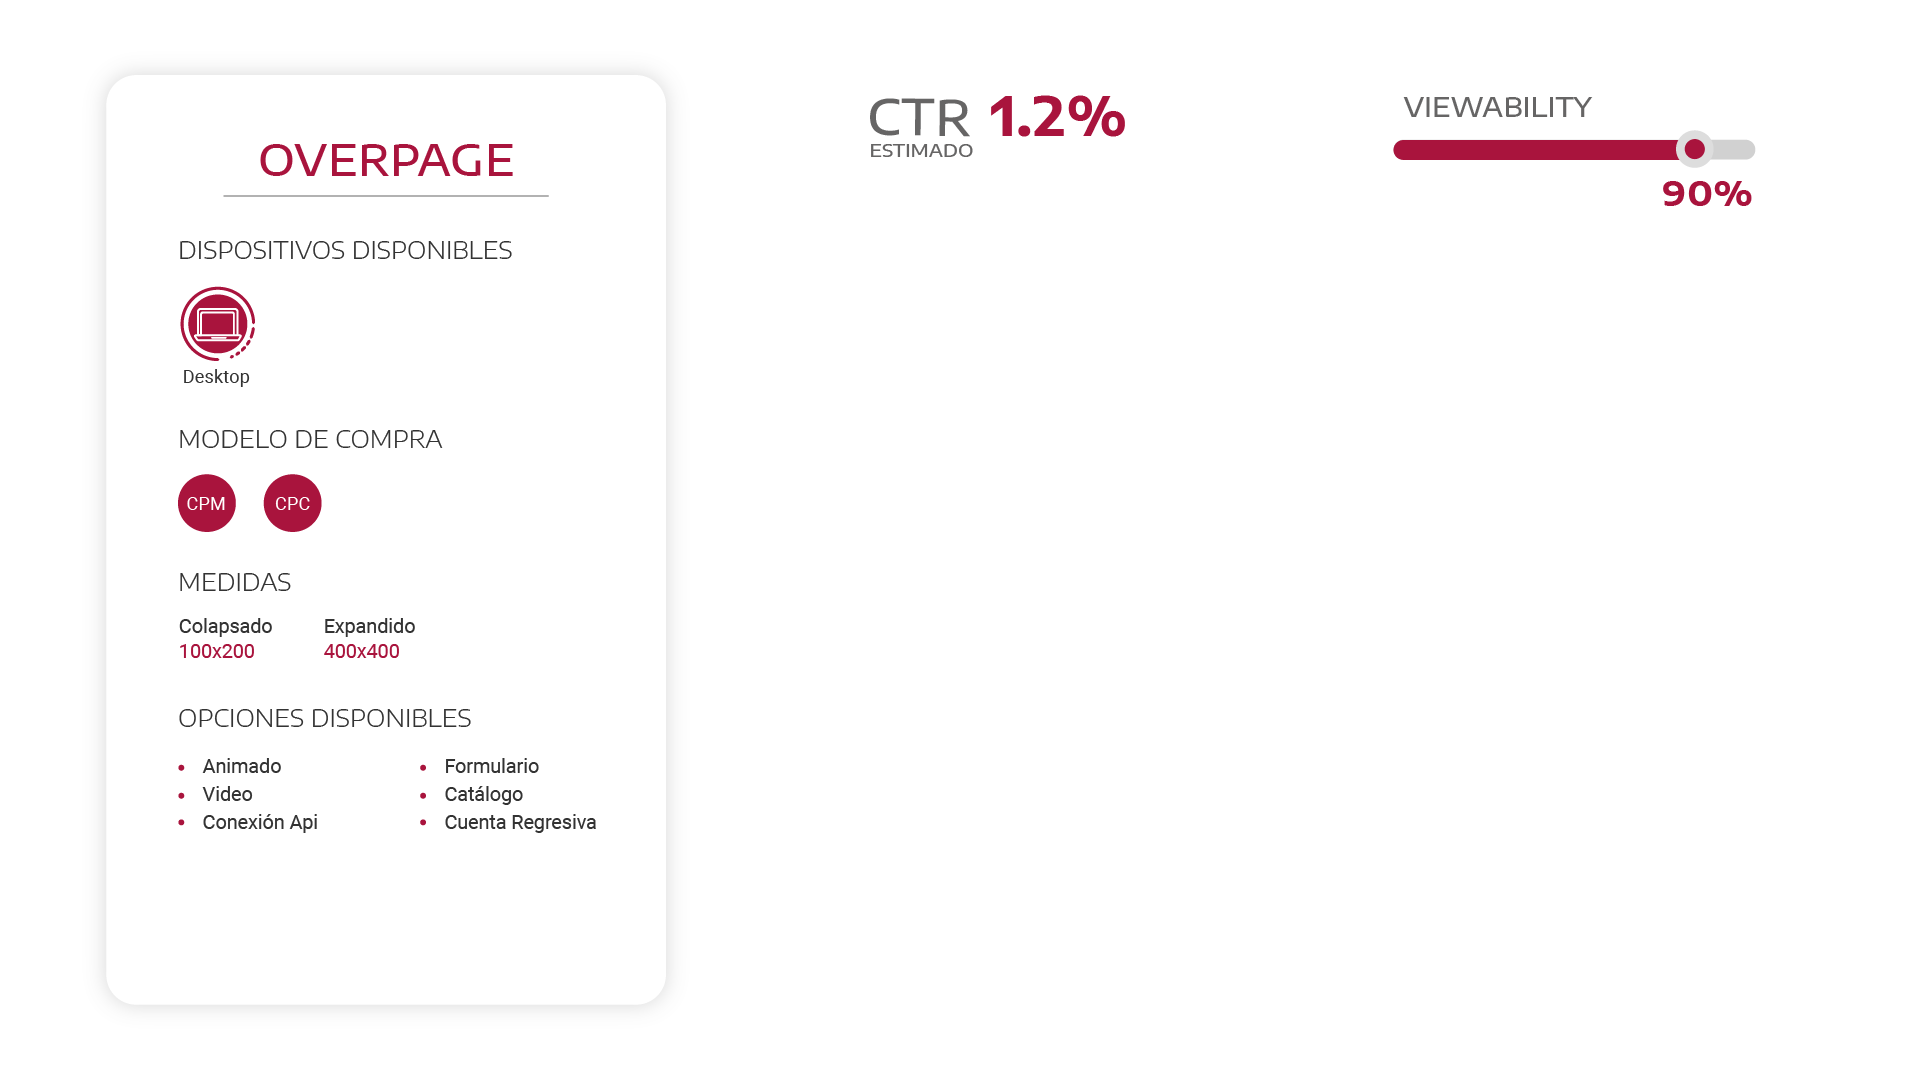 OVERPAGE
DISPOSITIVOS DISPONIBLES
Desktop
MODELO DE COMPRA
CPM CPC
MEDIDAS
Colapsado Expandido
100x200 400x400
OPCIONES DISPONIBLES
• Animado • Formulario
• Video • Catálogo
• Conexión Api • Cuenta Regresiva
CTR 1.2%
ESTIMADO
VIEWABILITY
90%